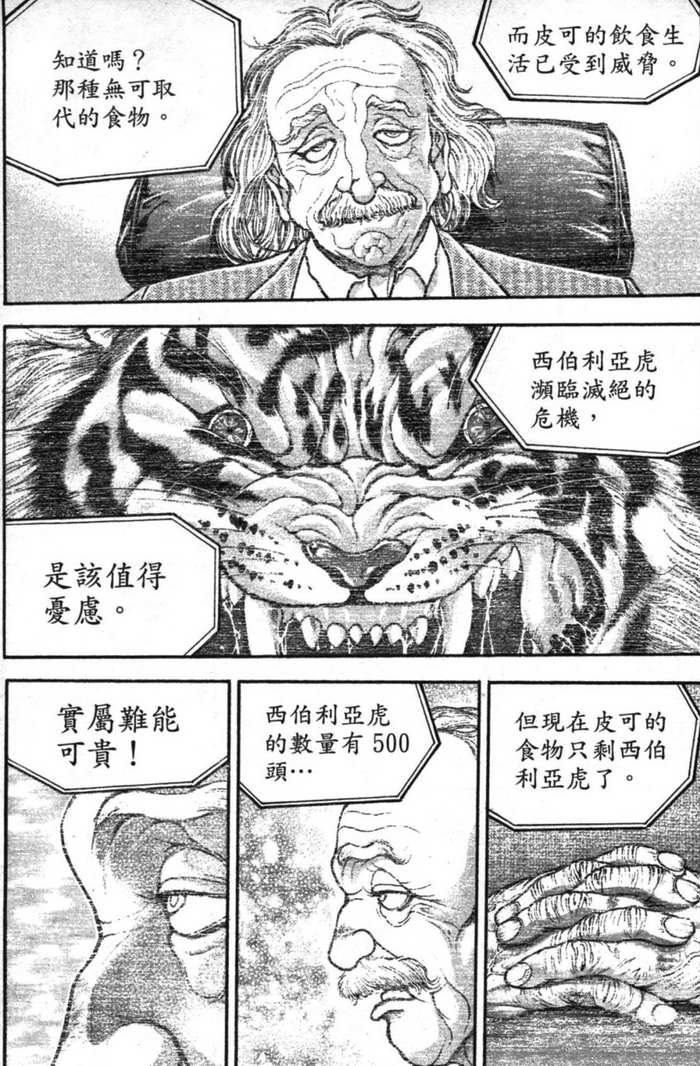 而皮可的飲食生
活已受到威脅。
知道嗎？
那種無可取
代的食物。
西伯利亞虎
瀕臨滅絕的
危機，
是該值得
憂慮。
但現在皮可的
食物只剩西伯
利亞虎了。
西伯利亞虎
的數量有 500
頭…
實屬難能
可貴！